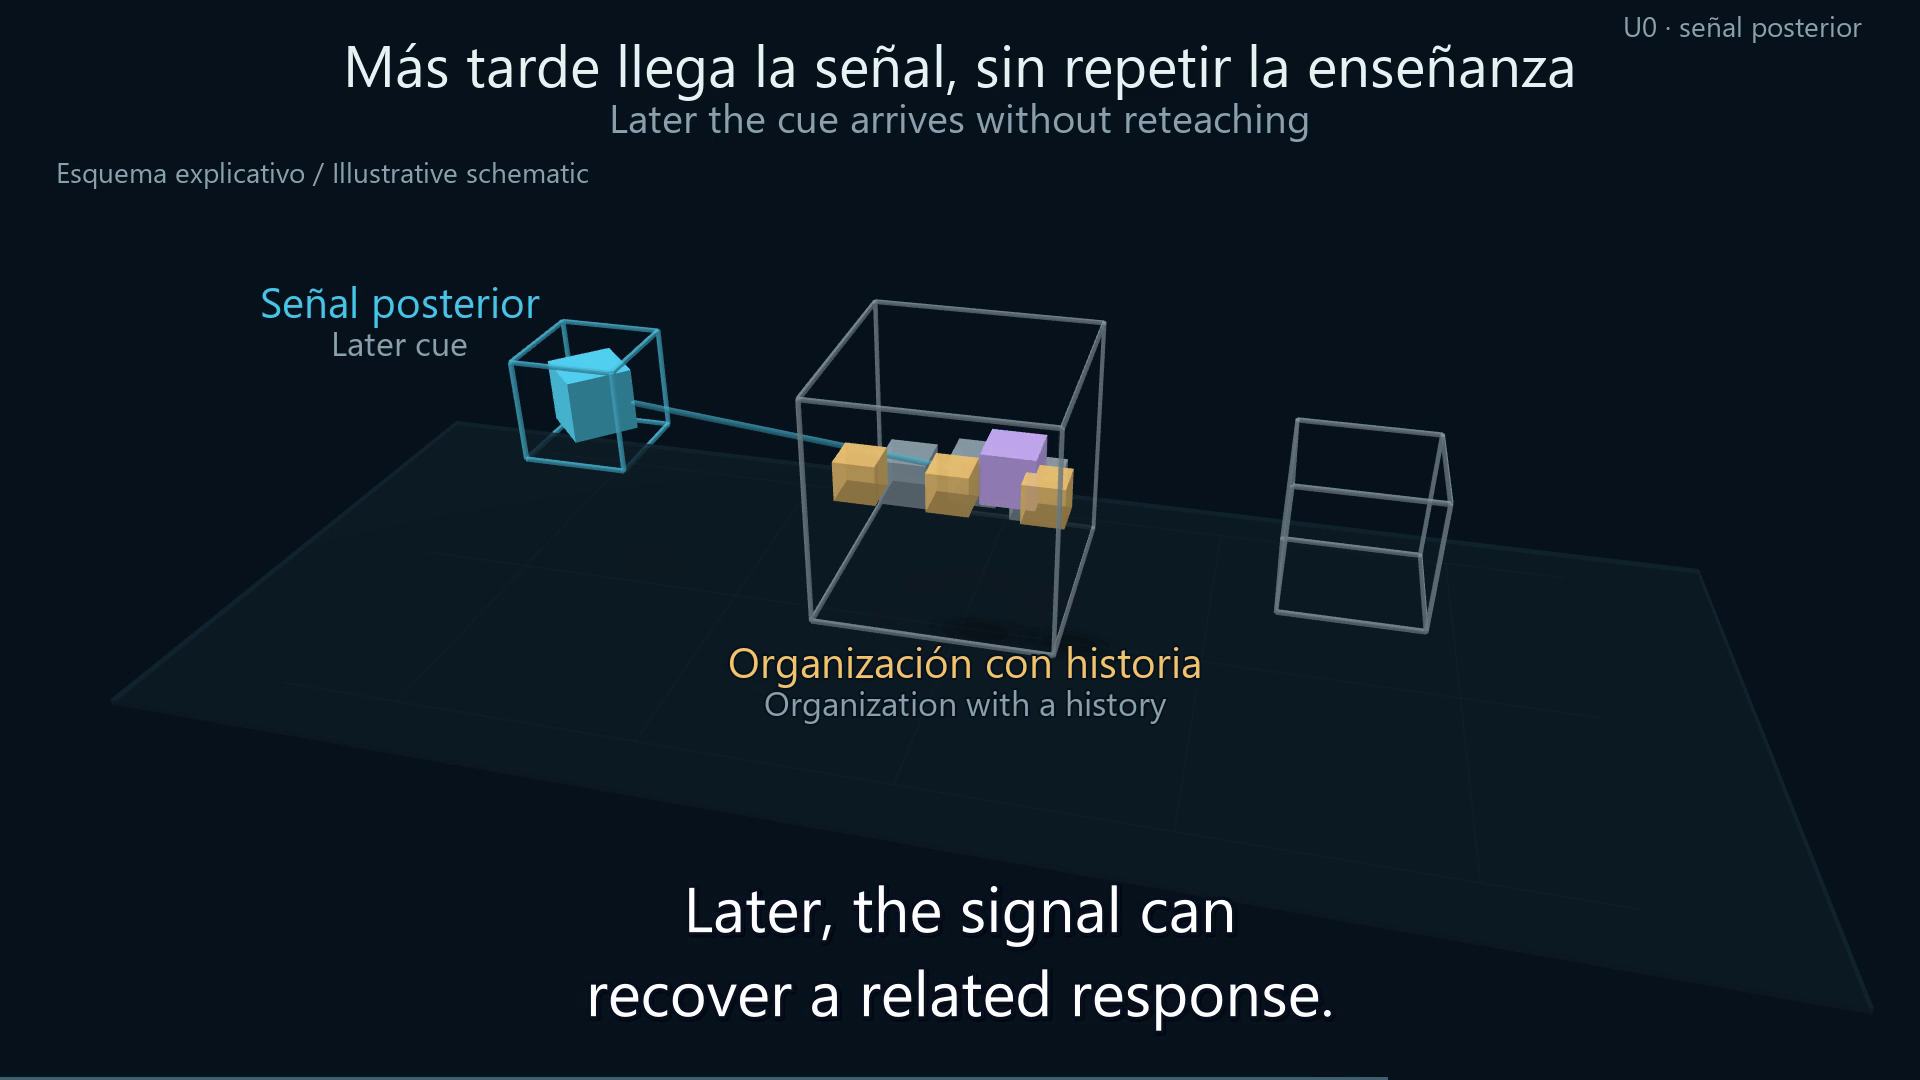 U0 · señal posterior
Más tarde llega la señal, sin repetir la enseñanza
Later the cue arrives without reteaching
Esquema explicativo / Illustrative schematic
Señal posterior
Later cue
Organización con historia
Organization with a history
Later, the signal can
recover a related response.